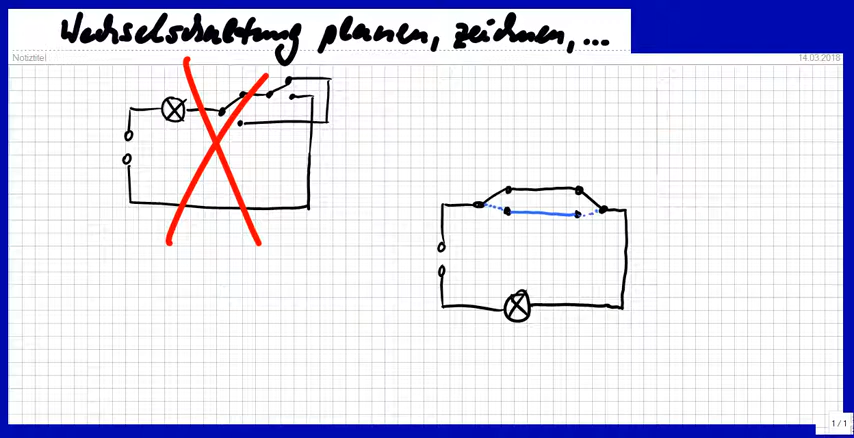 Wechselschaltung planen, zeichnen, ...
Notiztitel
14.03.2018
1 / 1